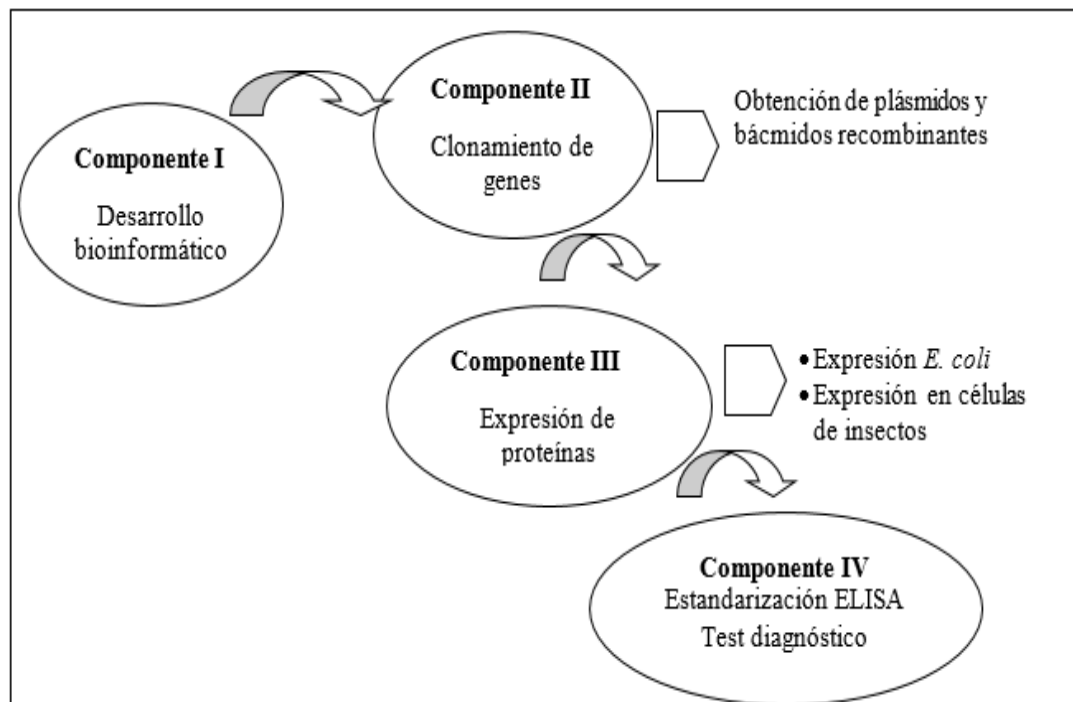 Componente I
Desarrollo
bioinformático
Componente II
Clonamiento de
genes
Obtención de plásmidos y
bácmidos recombinantes
Componente III
Expresión de
proteínas
•Expresión E. coli
•Expresión en células
de insectos
Componente IV
Estandarización ELISA
Test diagnóstico